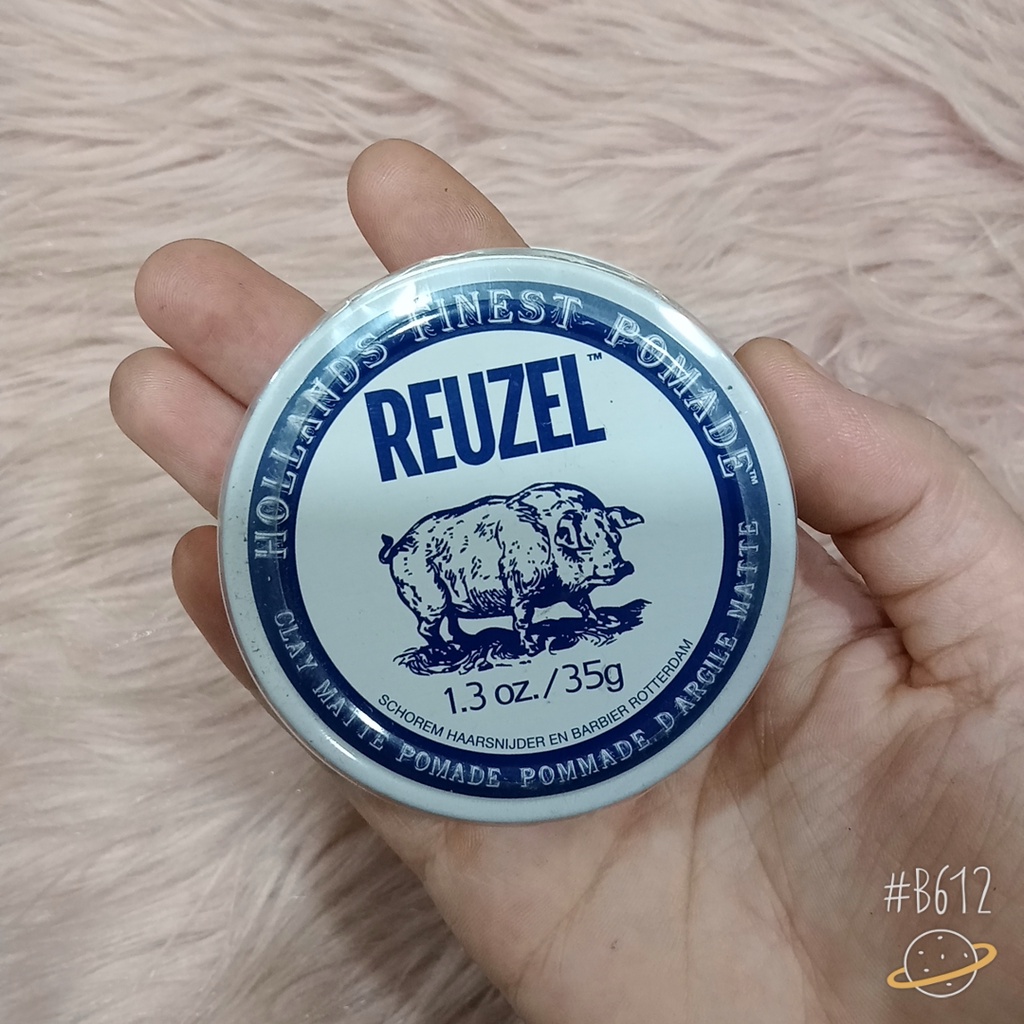 HOLLANDS FINEST POMADE™
REUZEL™
1.3 oz./35g
SCHOREM HAARSNIJDER EN BARBIER ROTTERDAM
CLAY MATTE POMADE POMMADE D'ARGILE MATTE
#B612